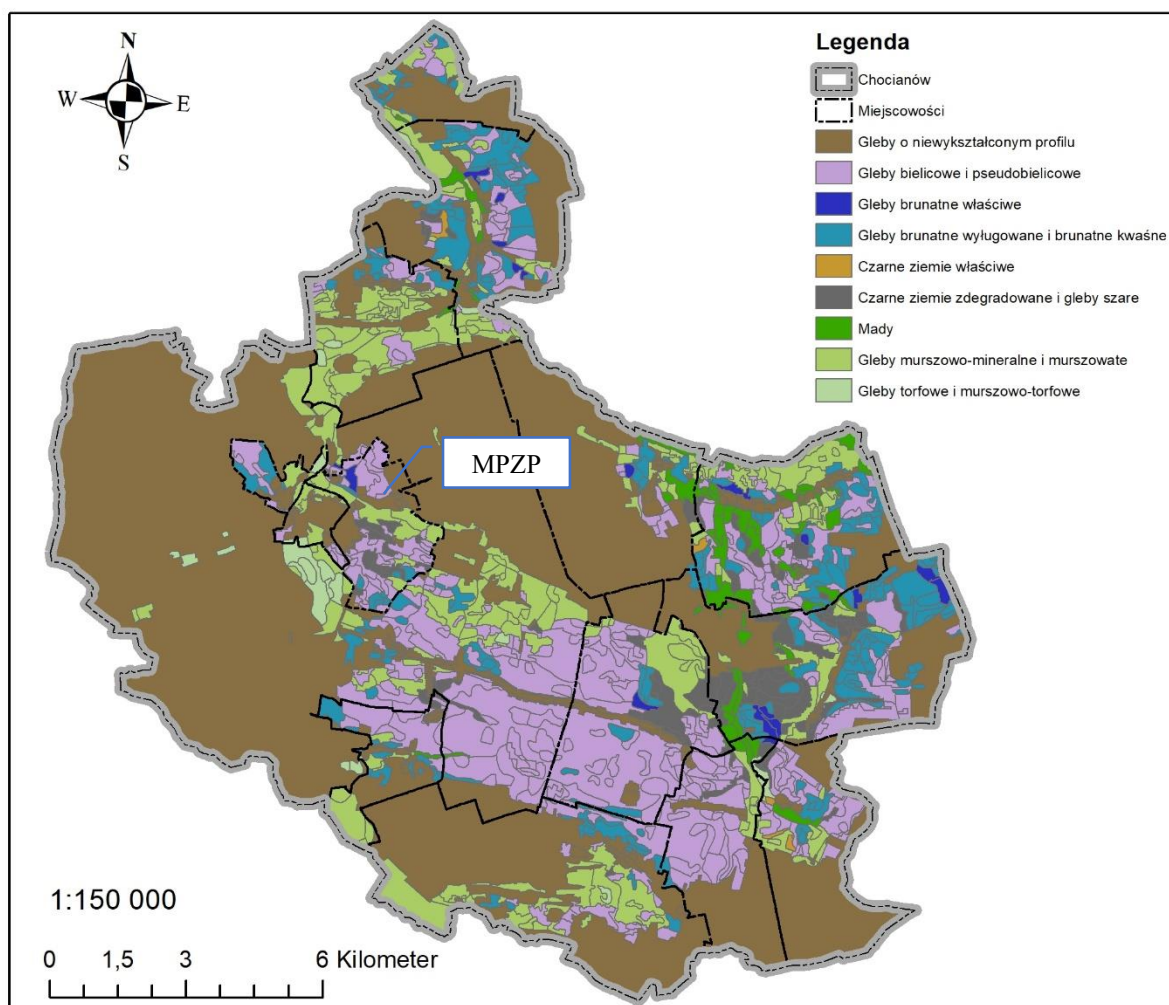 N
W
E
S
Legenda
Chocianów
Miejscowości
Gleby o niewykształconym profilu
Gleby bielicowe i pseudobielicowe
Gleby brunatne właściwe
Gleby brunatne wyługowane i brunatne kwaśne
Czarne ziemie właściwe
Czarne ziemie zdegradowane i gleby szare
Mady
Gleby murszowo-mineralne i murszowate
Gleby torfowe i murszowo-torfowe
MPZP
1:150 000
0 1,5 3 6 Kilometer